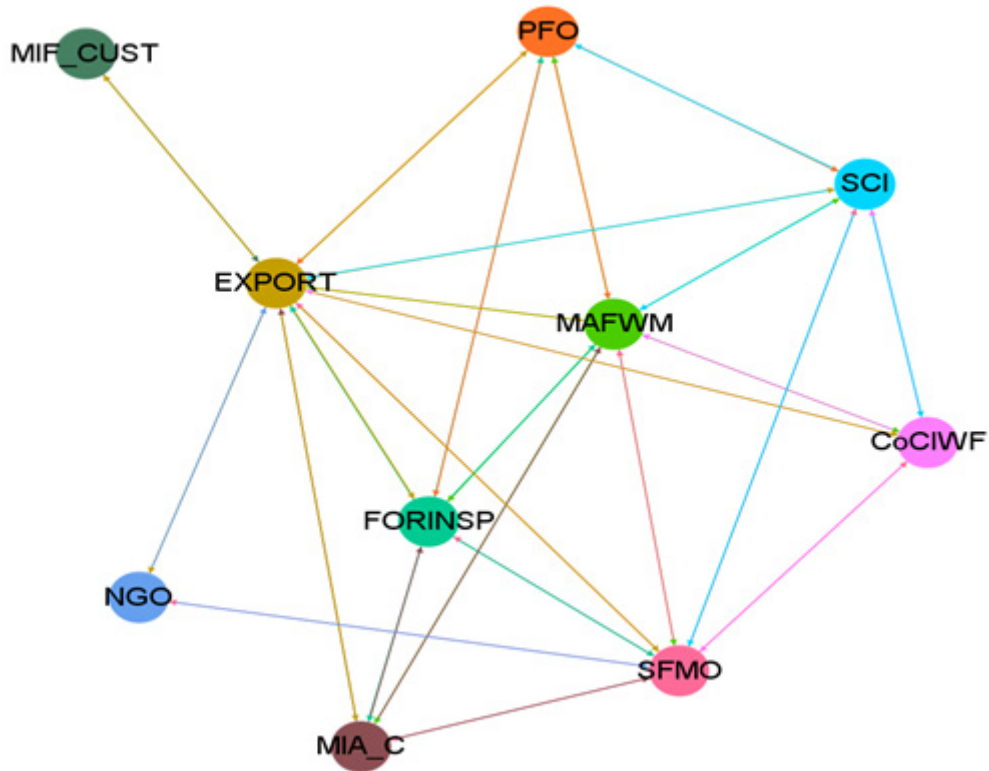 PFO
MIF_CUST
SCI
EXPORT
MAFWM
CoCIWF
FORINSP
NGO
SFMO
MIA_C